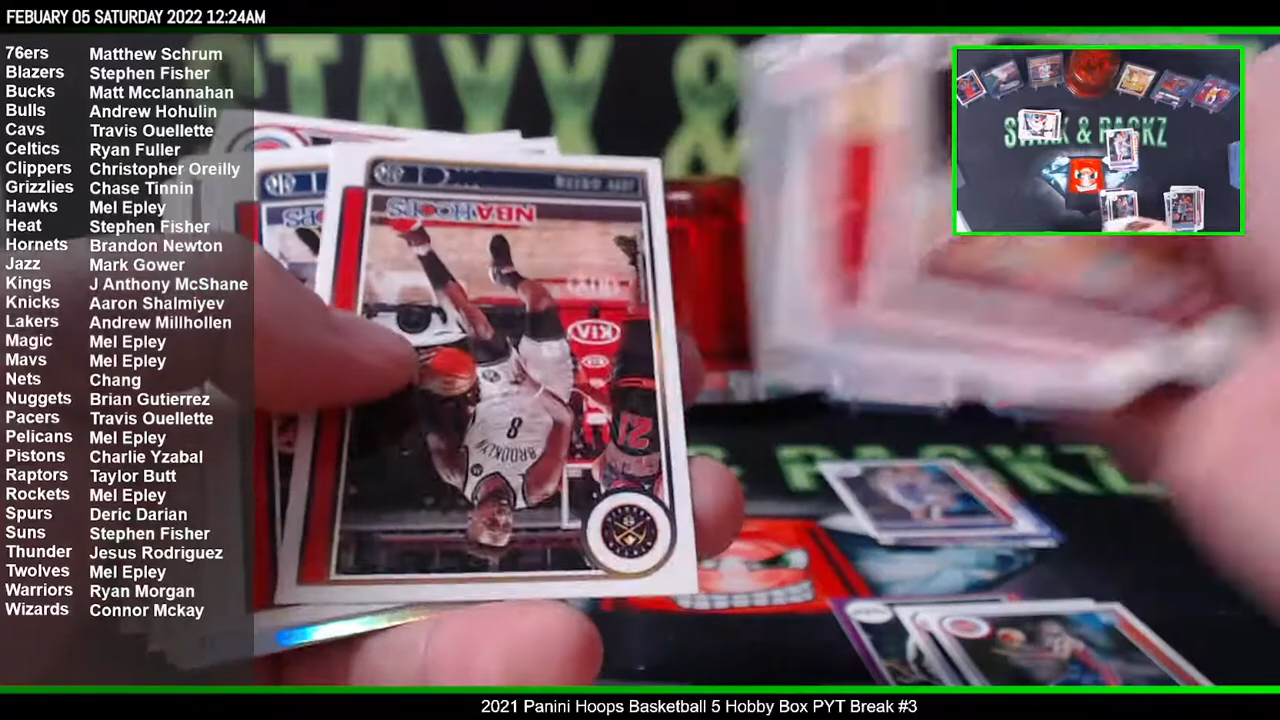 FEBUARY 05 SATURDAY 2022 12:24AM
76ers Matthew Schrum
Blazers Stephen Fisher
Bucks Matt Mcclannahan
Bulls Andrew Hohulin
Cavs Travis Ouellette
Celtics Ryan Fuller
Clippers Christopher Oreilly
Grizzlies Chase Tinnin
Hawks Mel Epley
Heat Stephen Fisher
Hornets Brandon Newton
Jazz Mark Gower
Kings J Anthony McShane
Knicks Aaron Shalmiyev
Lakers Andrew Millhollen
Magic Mel Epley
Mavs Mel Epley
Nets Chang
Nuggets Brian Gutierrez
Pacers Travis Ouellette
Pelicans Mel Epley
Pistons Charlie Yzabal
Raptors Taylor Butt
Rockets Mel Epley
Spurs Deric Darian
Suns Stephen Fisher
Thunder Jesus Rodriguez
Twolves Mel Epley
Warriors Ryan Morgan
Wizards Connor Mckay
NBA HOOPS
KIA
BROOKLYN
8
21
& PACKZ
2021 Panini Hoops Basketball 5 Hobby Box PYT Break #3